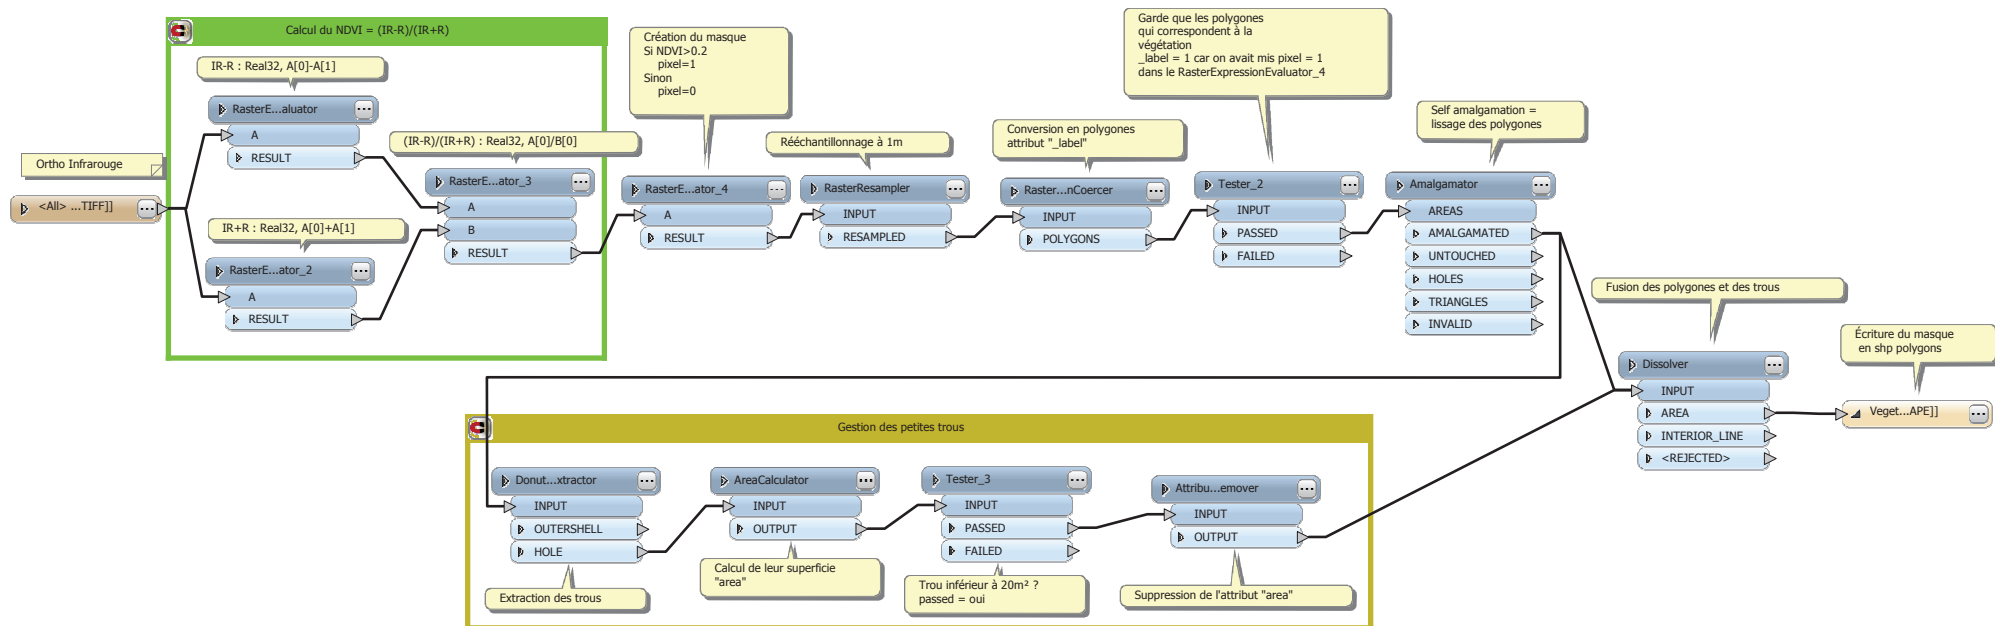 Calcul du NDVI = (IR-R)/(IR+R)
IR-R : Real32, A[0]-A[1]
RasterE...aluator
A
RESULT
Ortho Infrarouge
<All> ...TIFF]]
IR+R : Real32, A[0]+A[1]
RasterE...ator_2
A
RESULT
(IR-R)/(IR+R) : Real32, A[0]/B[0]
RasterE...ator_3
A
B
RESULT
Création du masque
Si NDVI>0.2
pixel=1
Sinon
pixel=0
RasterE...ator_4
A
RESULT
Rééchantillonnage à 1m
RasterResampler
INPUT
RESAMPLED
Conversion en polygones
attribut "_label"
Raster...nCoercer
INPUT
POLYGONS
Garde que les polygones
qui correspondent à la
végétation
_label = 1 car on avait mis pixel = 1
dans le RasterExpressionEvaluator_4
Tester_2
INPUT
PASSED
FAILED
Self amalgamation =
lissage des polygones
Amalgamator
AREAS
AMALGAMATED
UNTOUCHED
HOLES
TRIANGLES
INVALID
Fusion des polygones et des trous
Dissolver
INPUT
AREA
INTERIOR_LINE
<REJECTED>
Écriture du masque
en shp polygons
Veget...APE]]
Gestion des petites trous
Donut...xtractor
INPUT
OUTERSHELL
HOLE
Extraction des trous
AreaCalculator
INPUT
OUTPUT
Calcul de leur superficie
"area"
Tester_3
INPUT
PASSED
FAILED
Trou inférieur à 20m² ?
passed = oui
Attribu...emover
INPUT
OUTPUT
Suppression de l'attribut "area"